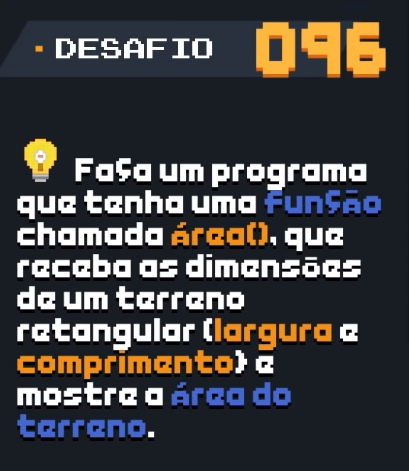 DESAFIO 096
Faça um programa
que tenha uma função
chamada área(), que
receba as dimensões
de um terreno
retangular (largura e
comprimento) e
mostre a área do
terreno.